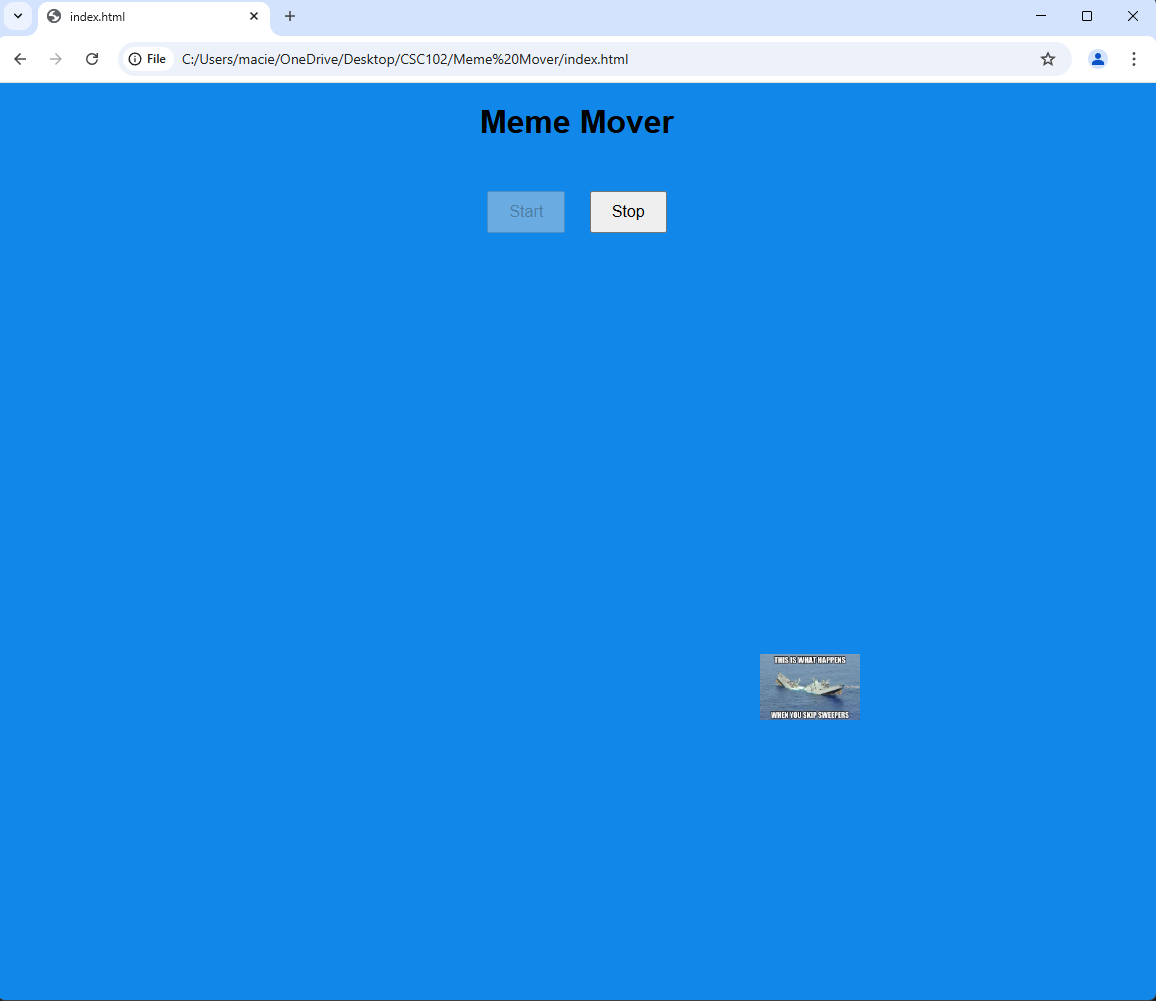 index.html
File C:/Users/macie/OneDrive/Desktop/CSC102/Meme%20Mover/index.html
Meme Mover
Start Stop
THIS IS WHAT HAPPENS
WHEN YOU SKIP SWEEPERS